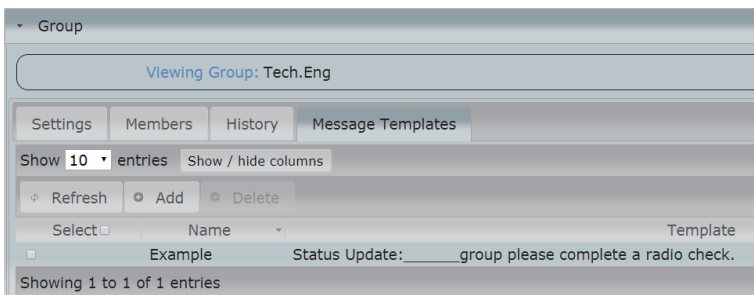 Group
Viewing Group: Tech.Eng
Settings Members History Message Templates
Show 10 entries Show / hide columns
Refresh Add Delete
Select Name Template
Example Status Update:______group please complete a radio check.
Showing 1 to 1 of 1 entries